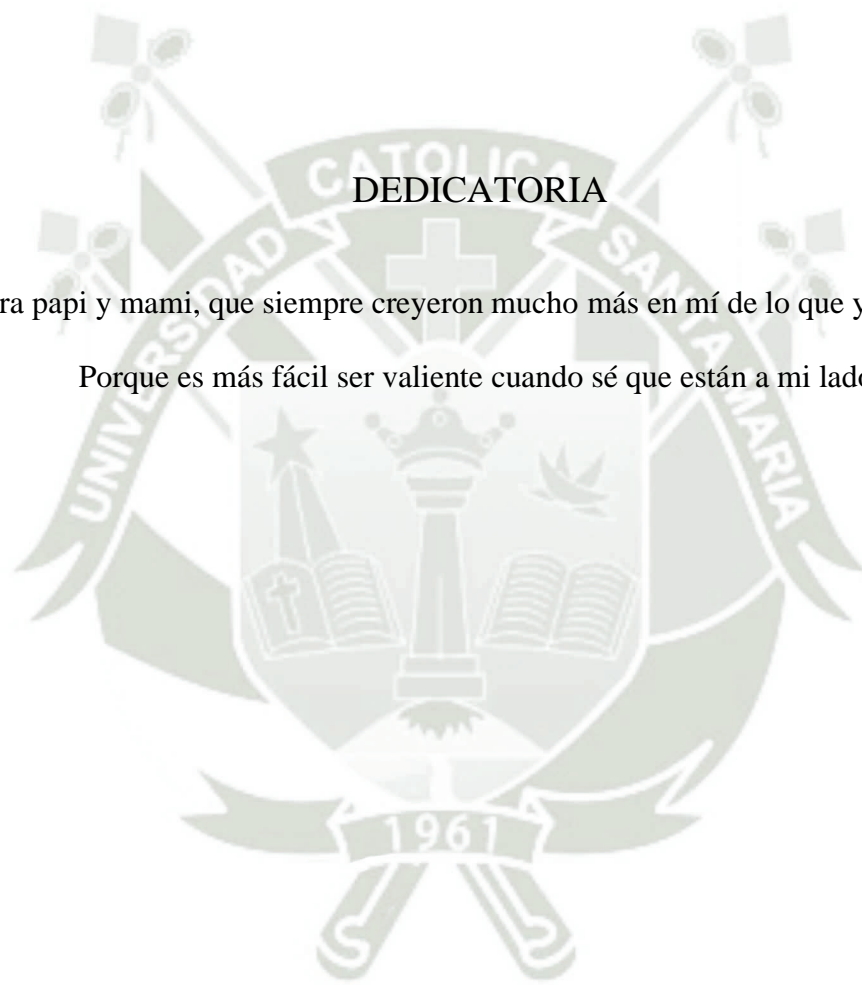 UNIVERSIDAD CATOLICA SANTA MARIA
DEDICATORIA
ra papi y mami, que siempre creyeron mucho más en mí de lo que y
Porque es más fácil ser valiente cuando sé que están a mi lado
1961